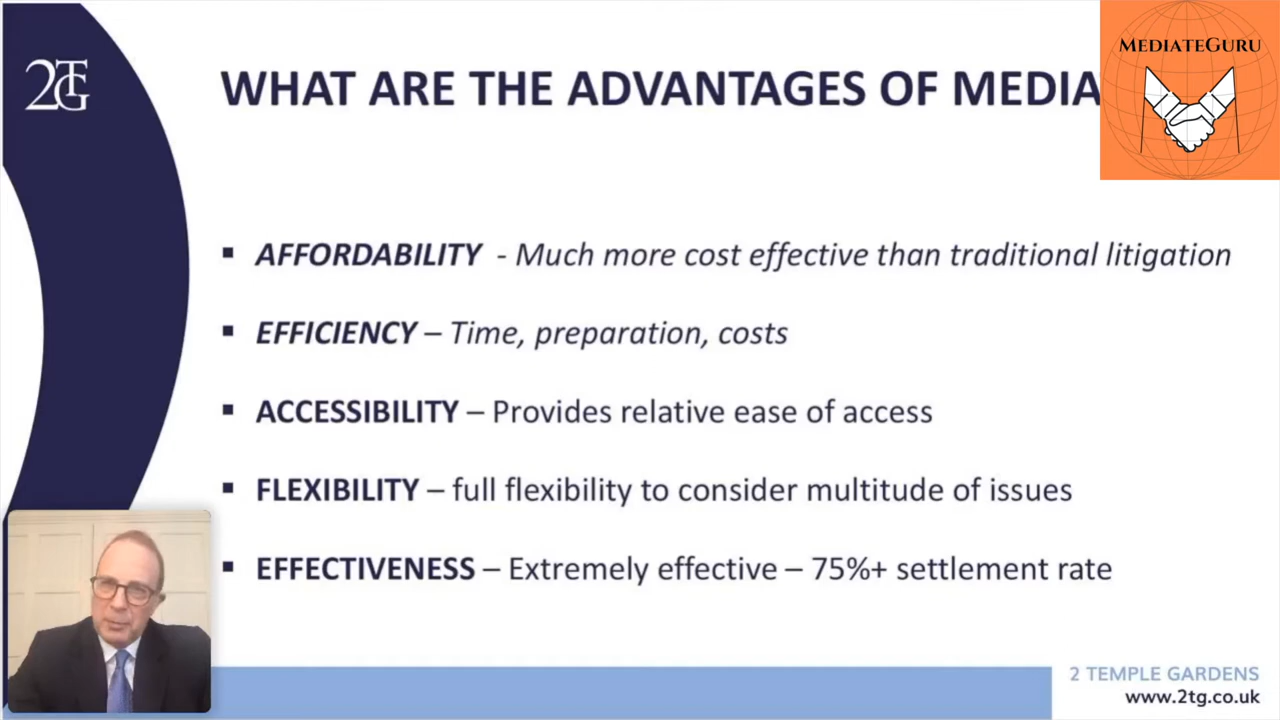 2TG
WHAT ARE THE ADVANTAGES OF MEDIA
MEDIATEGURU
▪ AFFORDABILITY - Much more cost effective than traditional litigation
▪ EFFICIENCY – Time, preparation, costs
▪ ACCESSIBILITY – Provides relative ease of access
▪ FLEXIBILITY – full flexibility to consider multitude of issues
▪ EFFECTIVENESS – Extremely effective – 75%+ settlement rate
2 TEMPLE GARDENS
www.2tg.co.uk